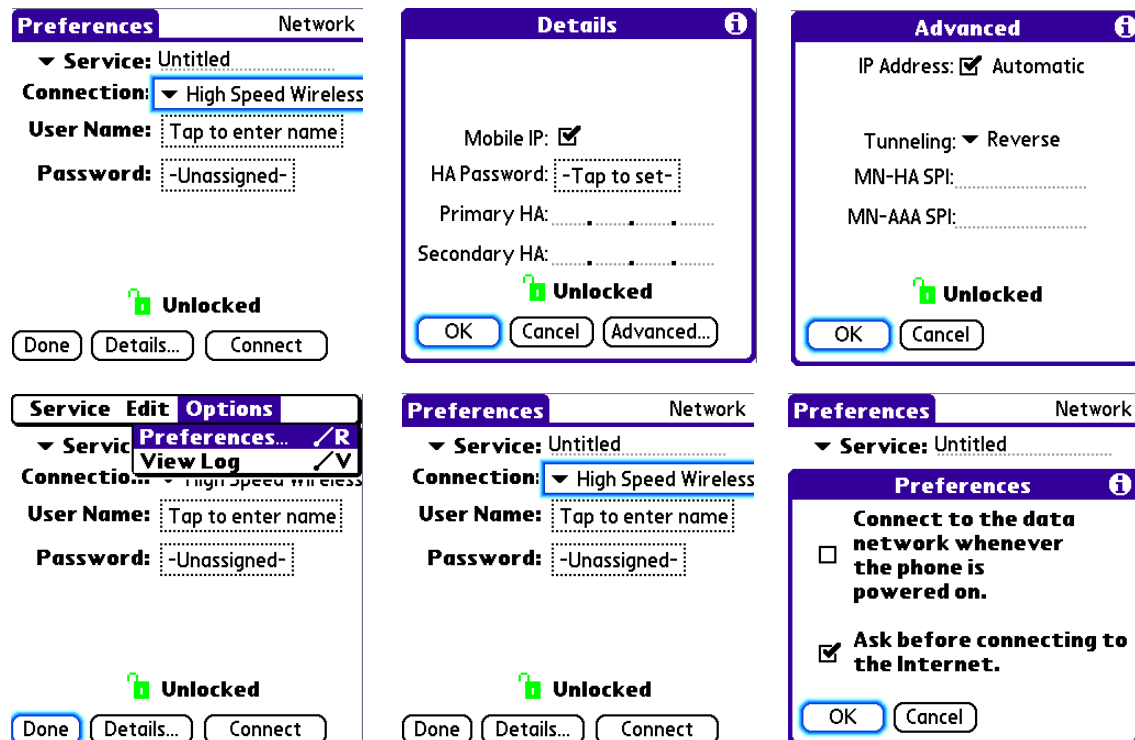 Preferences Network
Service: Untitled
Connection: High Speed Wireless
User Name: Tap to enter name
Password: -Unassigned-
Unlocked
Done Details... Connect
Details
Mobile IP:
HA Password: -Tap to set-
Primary HA: . . .
Secondary HA: . . .
Unlocked
OK Cancel Advanced...
Advanced
IP Address: Automatic
Tunneling: Reverse
MN-HA SPI:
MN-AAA SPI:
Unlocked
OK Cancel
Service Edit Options
Preferences... /R
View Log /V
Servic
Connectio... High Speed Wireless
User Name: Tap to enter name
Password: -Unassigned-
Unlocked
Done Details... Connect
Preferences Network
Service: Untitled
Connection: High Speed Wireless
User Name: Tap to enter name
Password: -Unassigned-
Unlocked
Done Details... Connect
Preferences Network
Service: Untitled
Preferences
Connect to the data
network whenever
the phone is
powered on.
Ask before connecting to
the Internet.
OK Cancel